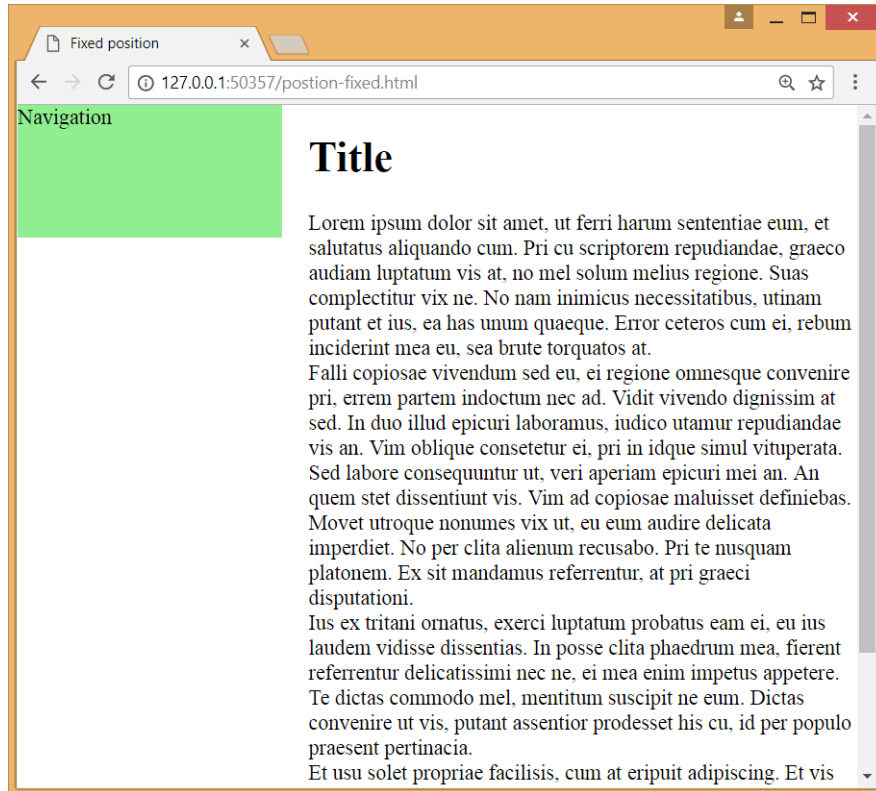 Fixed position
127.0.0.1:50357/postion-fixed.html
Navigation
Title
Lorem ipsum dolor sit amet, ut ferri harum sententiae eum, et
salutatus aliquando cum. Pri cu scriptorem repudiandae, graeco
audiam luptatum vis at, no mel solum melius regione. Suas
complectitur vix ne. No nam inimicus necessitatibus, utinam
putant et ius, ea has unum quaeque. Error ceteros cum ei, rebum
inciderint mea eu, sea brute torquatos at.
Falli copiosae vivendum sed eu, ei regione omnesque convenire
pri, errem partem indoctum nec ad. Vidit vivendo dignissim at
sed. In duo illud epicuri laboramus, iudico utamur repudiandae
vis an. Vim oblique consetetur ei, pri in idque simul vituperata.
Sed labore consequuntur ut, veri aperiam epicuri mei an. An
quem stet dissentiunt vis. Vim ad copiosae maluisset definiebas.
Movet utroque nonumes vix ut, eu eum audire delicata
imperdiet. No per clita alienum recusabo. Pri te nusquam
platonem. Ex sit mandamus referrentur, at pri graeci
disputationi.
Ius ex tritani ornatus, exerci luptatum probatus eam ei, eu ius
laudem vidisse dissentias. In posse clita phaedrum mea, fierent
referrentur delicatissimi nec ne, ei mea enim impetus appetere.
Te dictas commodo mel, mentitum suscipit ne eum. Dictas
convenire ut vis, putant assentior prodesset his cu, id per populo
praesent pertinacia.
Et usu solet propriae facilisis, cum at eripuit adipiscing. Et vis